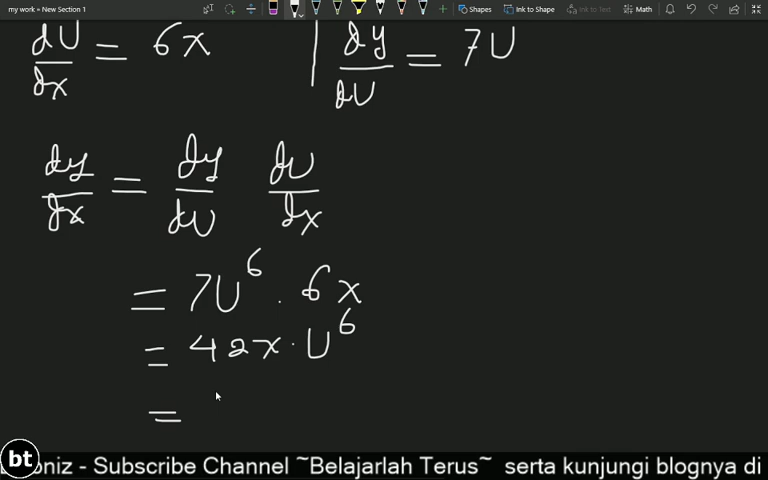 my work » New Section 1 Shapes Ink to Shape Ink to Text Math
dU/dx = 6x | dy/dU = 7U
dy/dx = dy/dU dU/dx
= 7U^6 . 6x
= 42x . U^6
=
bt oniz - Subscribe Channel ~Belajarlah Terus~ serta kunjungi blognya di